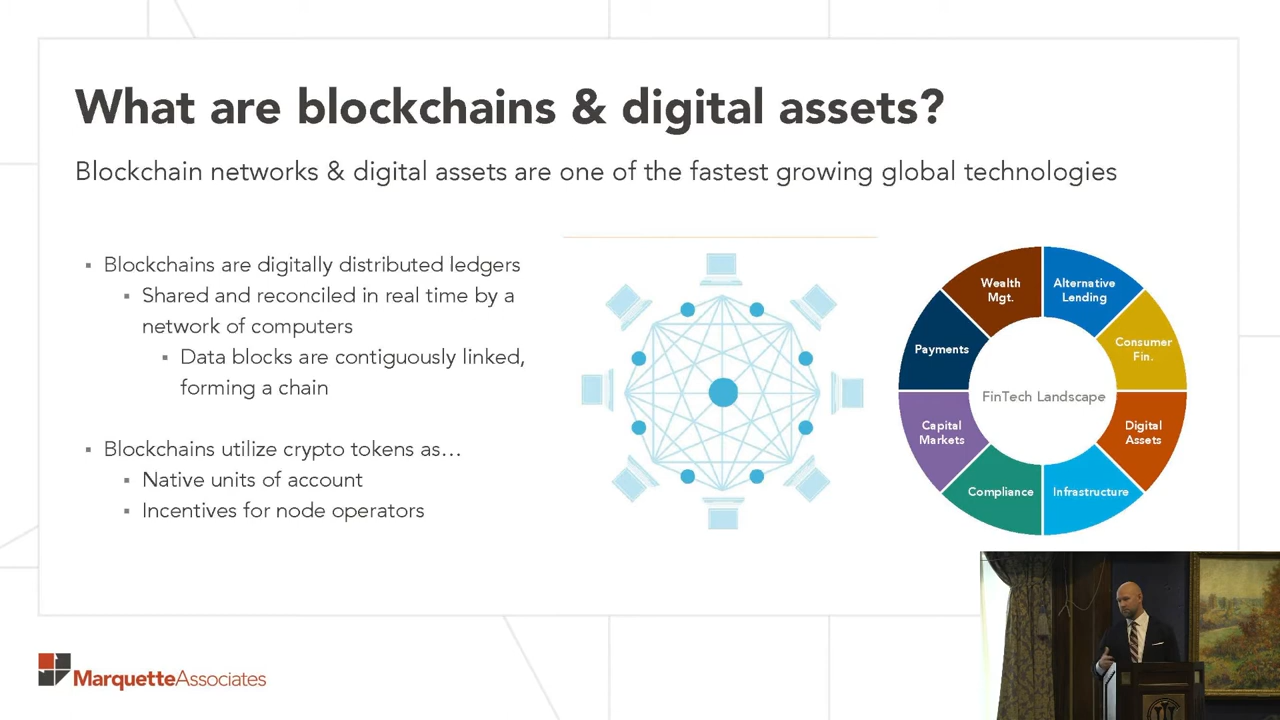 What are blockchains & digital assets?
Blockchain networks & digital assets are one of the fastest growing global technologies
▪ Blockchains are digitally distributed ledgers
▪ Shared and reconciled in real time by a
network of computers
▪ Data blocks are contiguously linked,
forming a chain
▪ Blockchains utilize crypto tokens as…
▪ Native units of account
▪ Incentives for node operators
Wealth
Mgt.
Alternative
Lending
Consumer
Fin.
Digital
Assets
Infrastructure
Compliance
Capital
Markets
Payments
FinTech Landscape
MarquetteAssociates